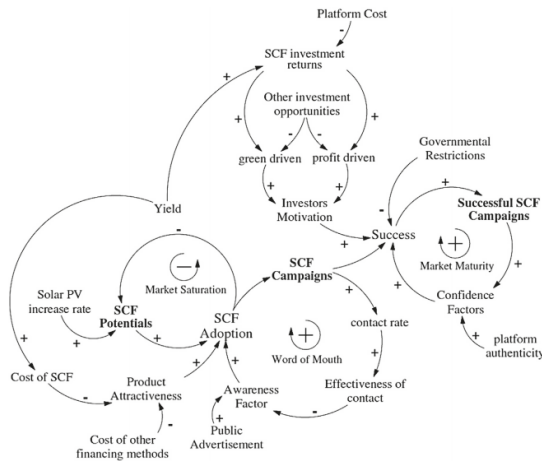 Platform Cost
-
SCF investment
returns
+
+
+
Other investment
opportunities
-
-
green driven
profit driven
+
+
Investors
Motivation
Governmental
Restrictions
-
+
Successful SCF
Campaigns
+
Success
+
Market Maturity
+
+
Confidence
Factors
+
platform
authenticity
Yield
-
−
Market Saturation
Solar PV
increase rate
+
SCF
Potentials
+
SCF
Adoption
SCF
Campaigns
+
+
+
contact rate
+
Word of Mouth
+
Effectiveness of
contact
-
Awareness
Factor
+
+
Public
Advertisement
+
Cost of SCF
-
Product
Attractiveness
+
-
Cost of other
financing methods